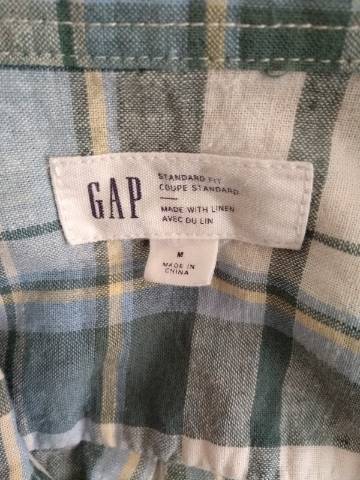 GAP
STANDARD FIT
COUPE STANDARD
MADE WITH LINEN
AVEC DU LIN
M
MADE IN
CHINA